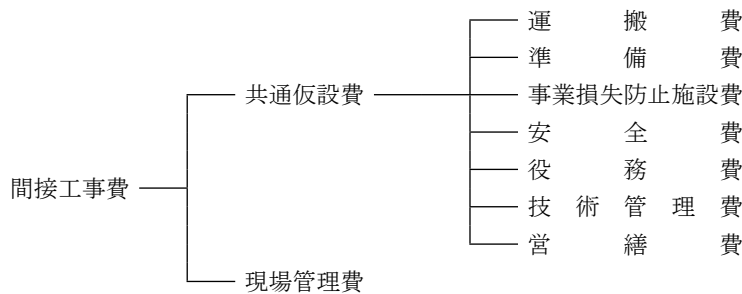 運搬費
準備費
共通仮設費
事業損失防止施設費
安全費
役務費
間接工事費
技術管理費
営繕費
現場管理費